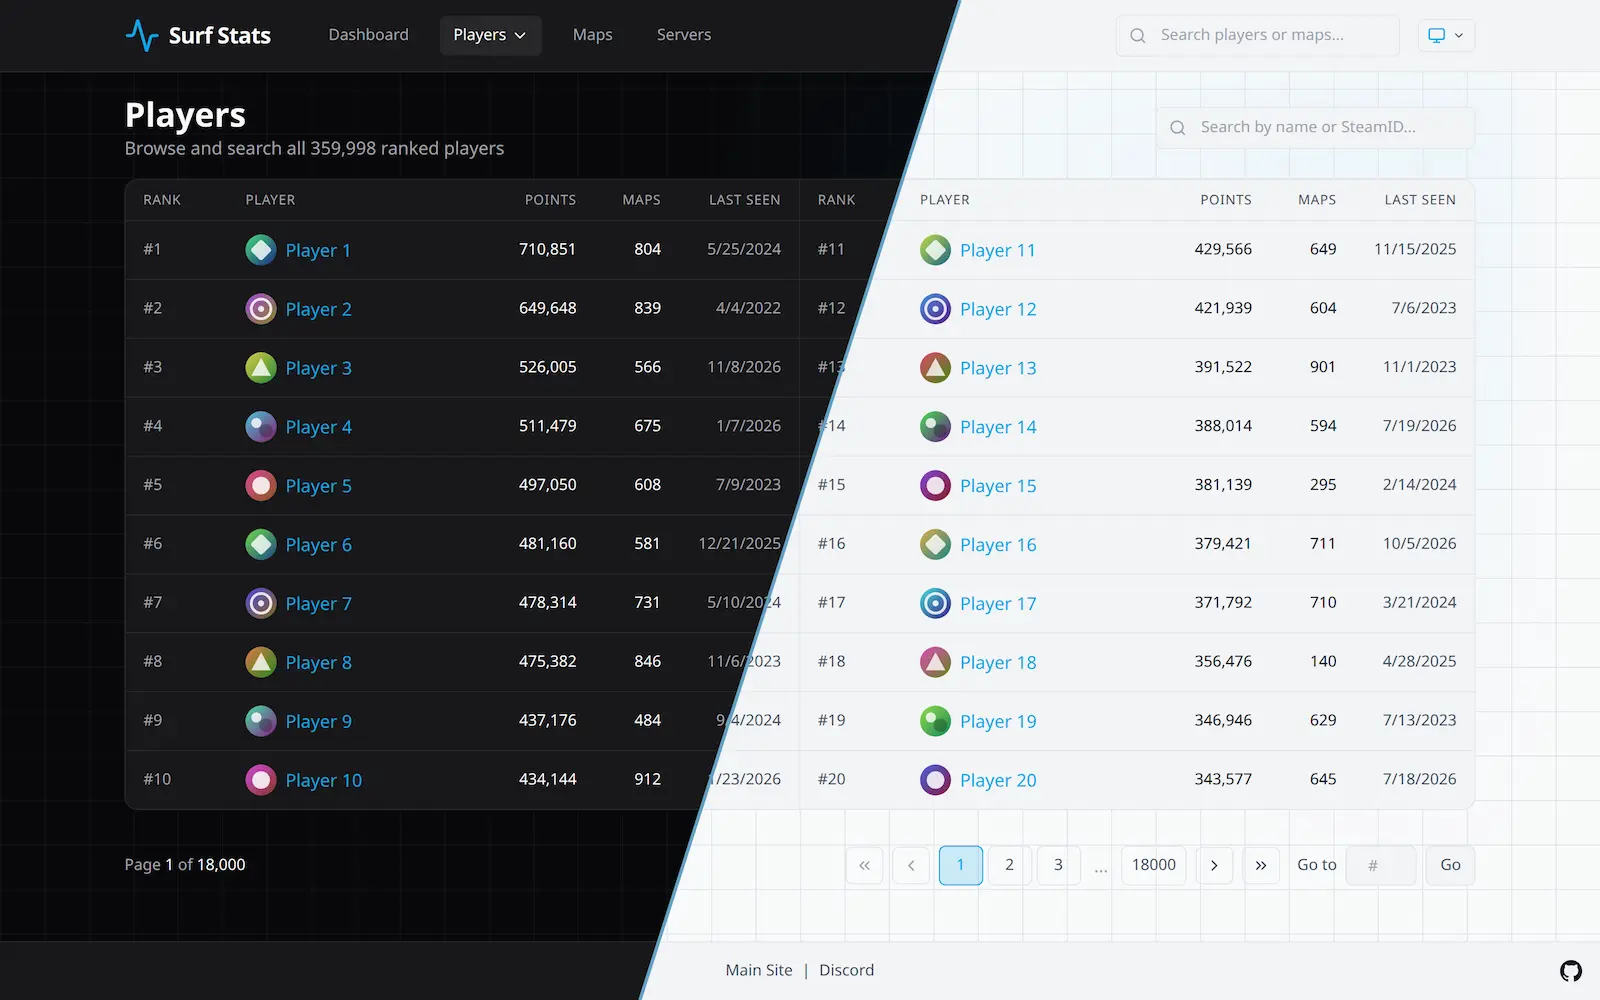 Surf Stats Dashboard Players Maps Servers Search players or maps...
Players
Browse and search all 359,998 ranked players
Search by name or SteamID...
RANK PLAYER POINTS MAPS LAST SEEN RANK PLAYER POINTS MAPS LAST SEEN
#1 Player 1 710,851 804 5/25/2024 #11 Player 11 429,566 649 11/15/2025
#2 Player 2 649,648 839 4/4/2022 #12 Player 12 421,939 604 7/6/2023
#3 Player 3 526,005 566 11/8/2026 #13 Player 13 391,522 901 11/1/2023
#4 Player 4 511,479 675 1/7/2026 #14 Player 14 388,014 594 7/19/2026
#5 Player 5 497,050 608 7/9/2023 #15 Player 15 381,139 295 2/14/2024
#6 Player 6 481,160 581 12/21/2025 #16 Player 16 379,421 711 10/5/2026
#7 Player 7 478,314 731 5/10/2024 #17 Player 17 371,792 710 3/21/2024
#8 Player 8 475,382 846 11/6/2023 #18 Player 18 356,476 140 4/28/2025
#9 Player 9 437,176 484 9/4/2024 #19 Player 19 346,946 629 7/13/2023
#10 Player 10 434,144 912 #20 Player 20 343,577 645 7/18/2026
Page 1 of 18,000 « ‹ 1 2 3 ... 18000 › » Go to # Go
Main Site | Discord